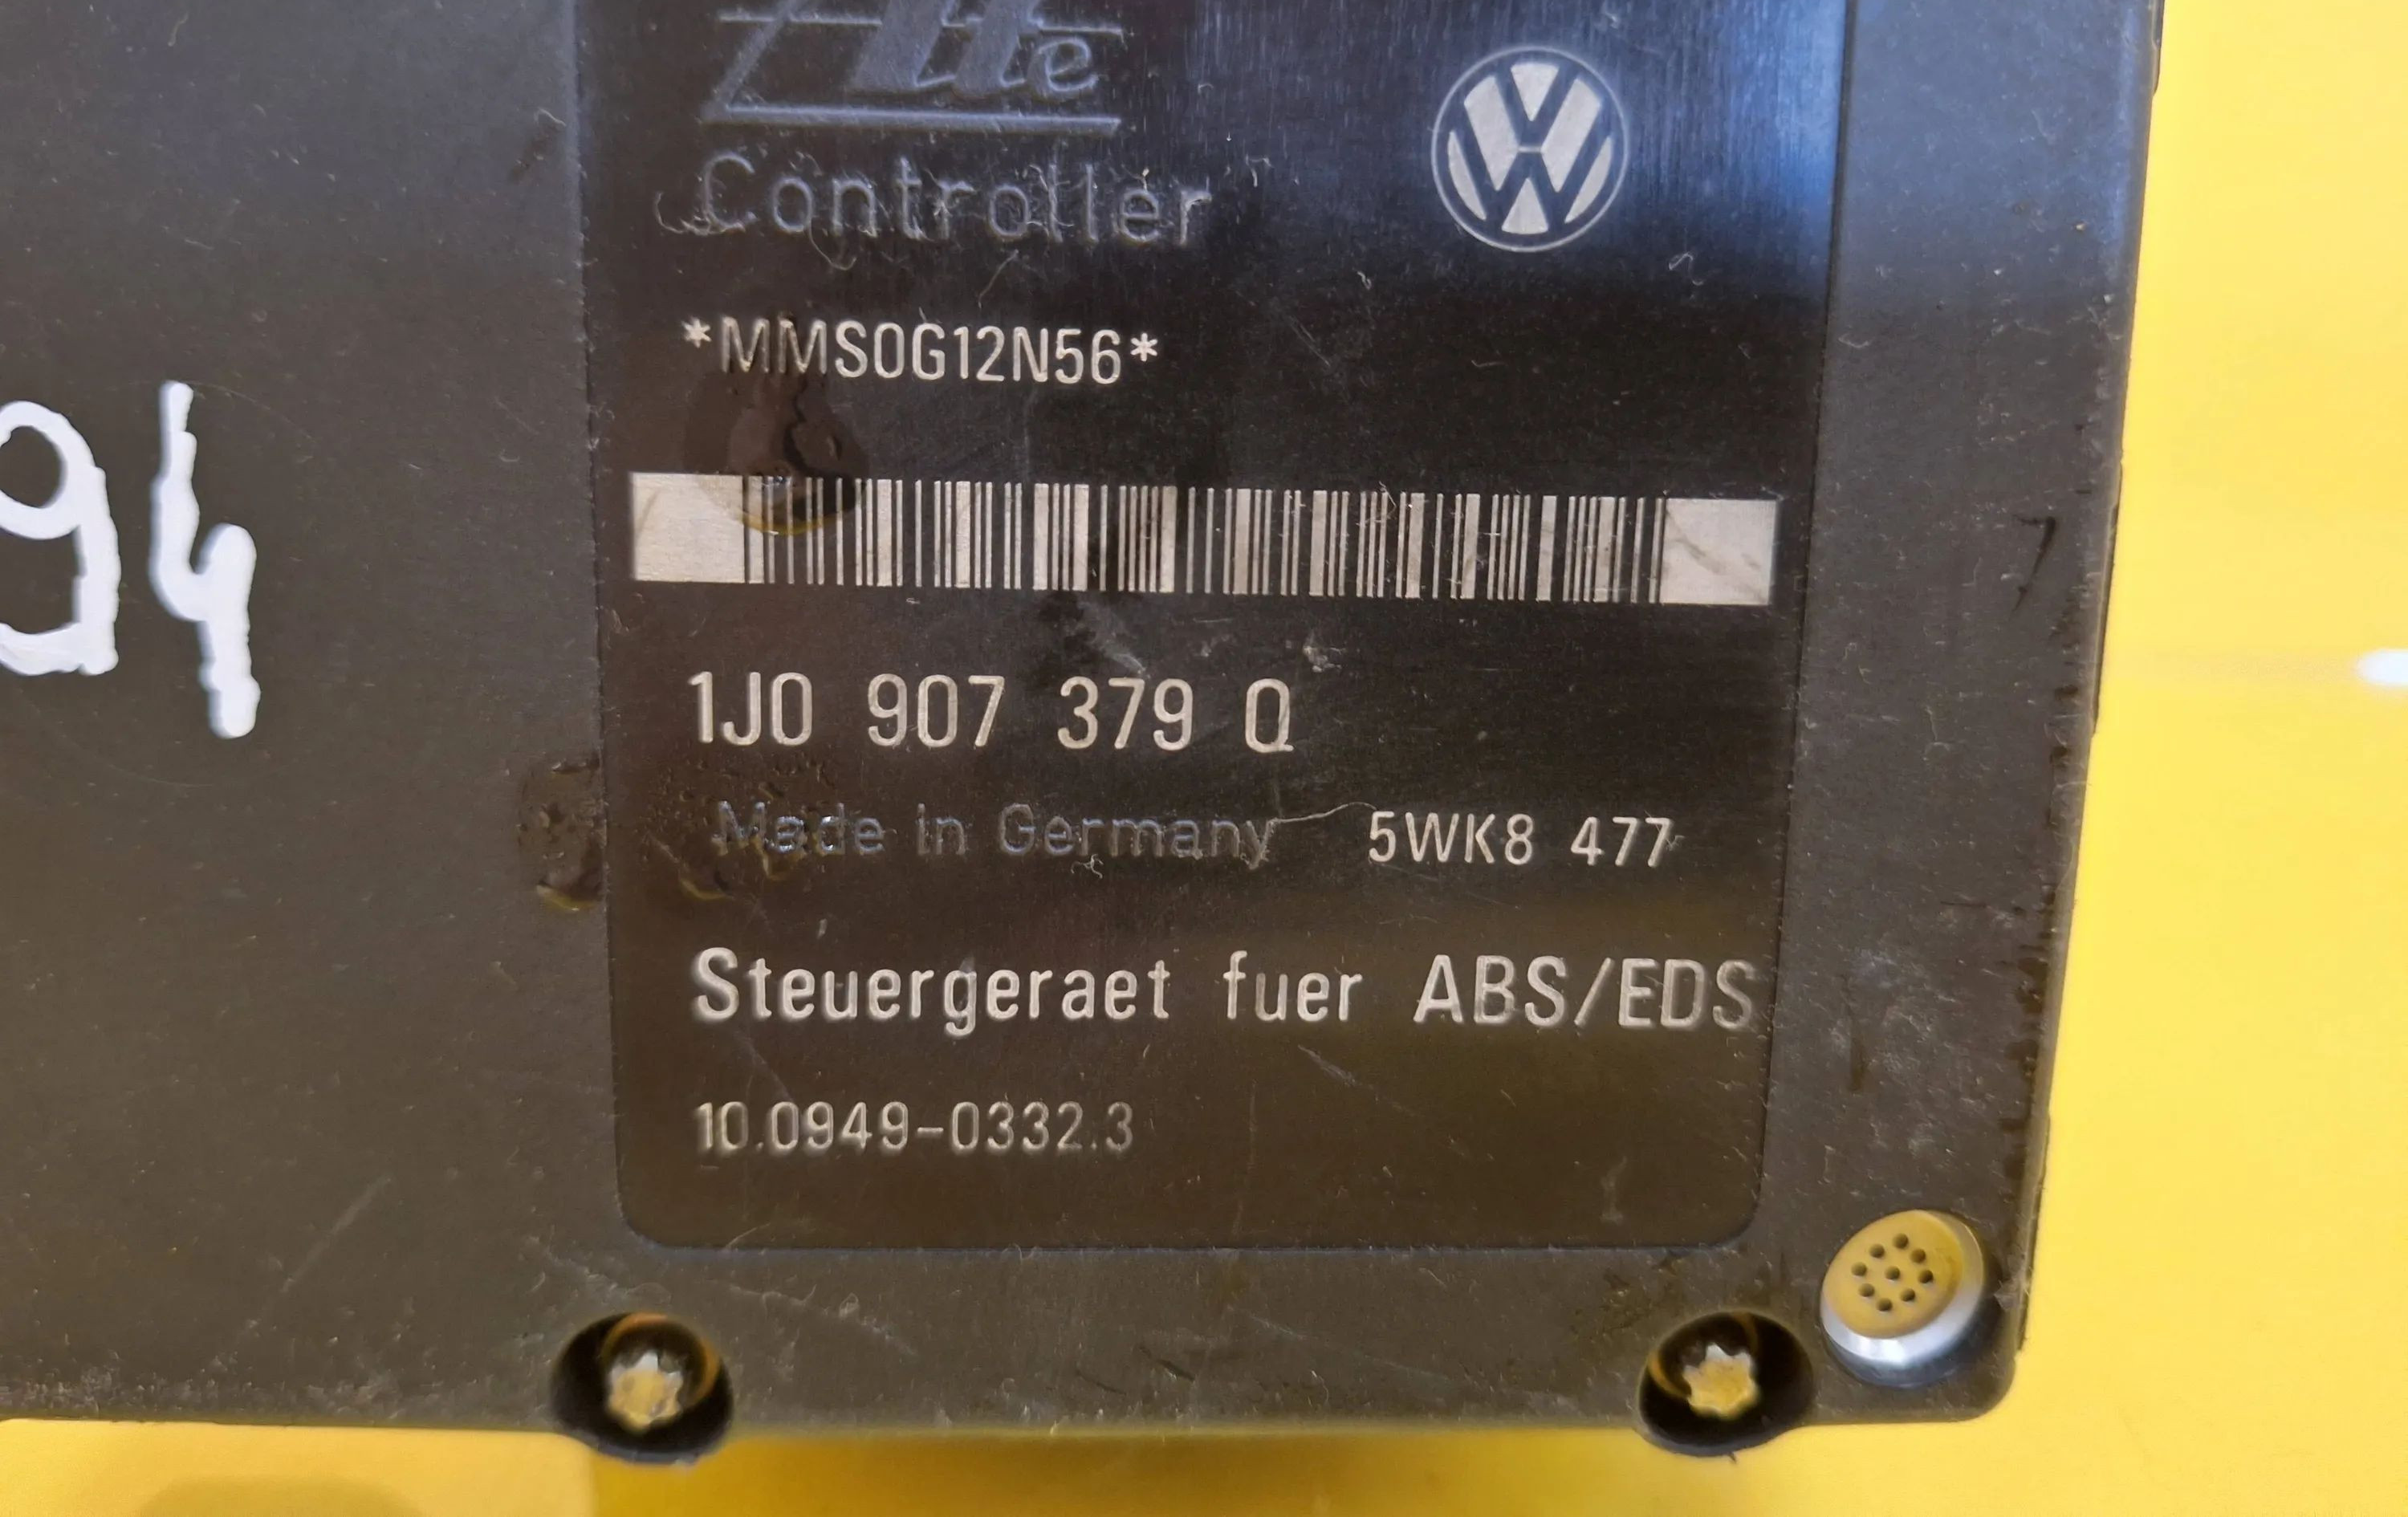 Ate
Controller
*MMS0G12N56*
94
1J0 907 379 Q
Made in Germany 5WK8 477
Steuergeraet fuer ABS/EDS
10.0949-0332.3